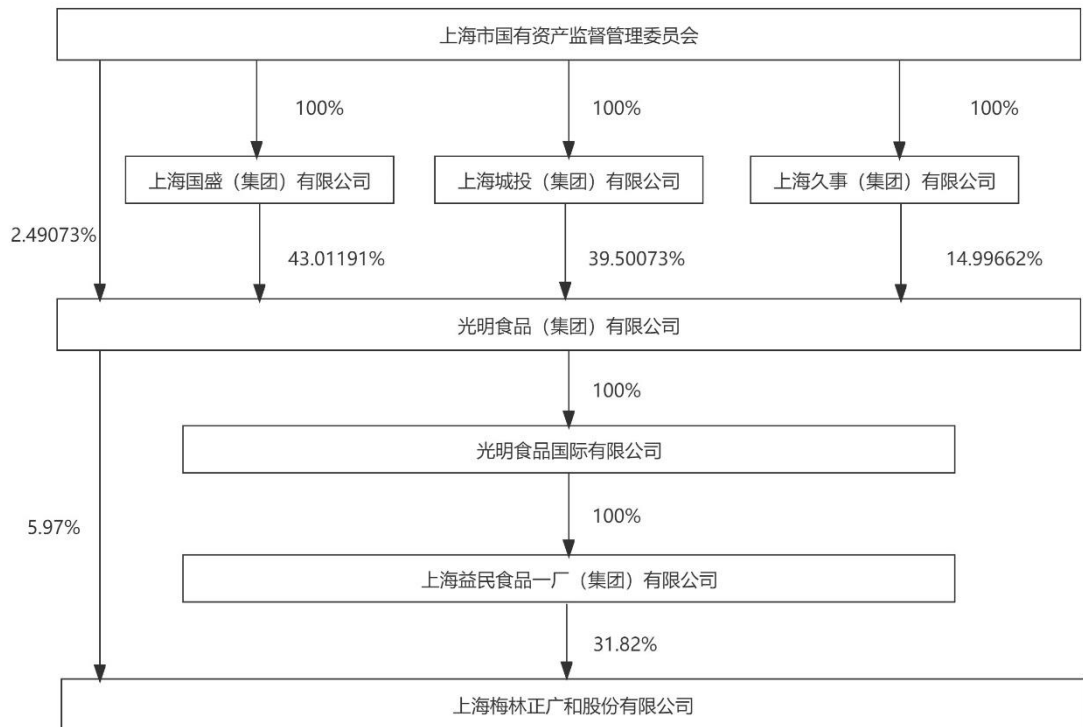 上海市国有资产监督管理委员会
100%
100%
100%
上海国盛（集团）有限公司
上海城投（集团）有限公司
上海久事（集团）有限公司
2.49073%
43.01191%
39.50073%
14.99662%
光明食品（集团）有限公司
100%
光明食品国际有限公司
5.97%
100%
上海益民食品一厂（集团）有限公司
31.82%
上海梅林正广和股份有限公司